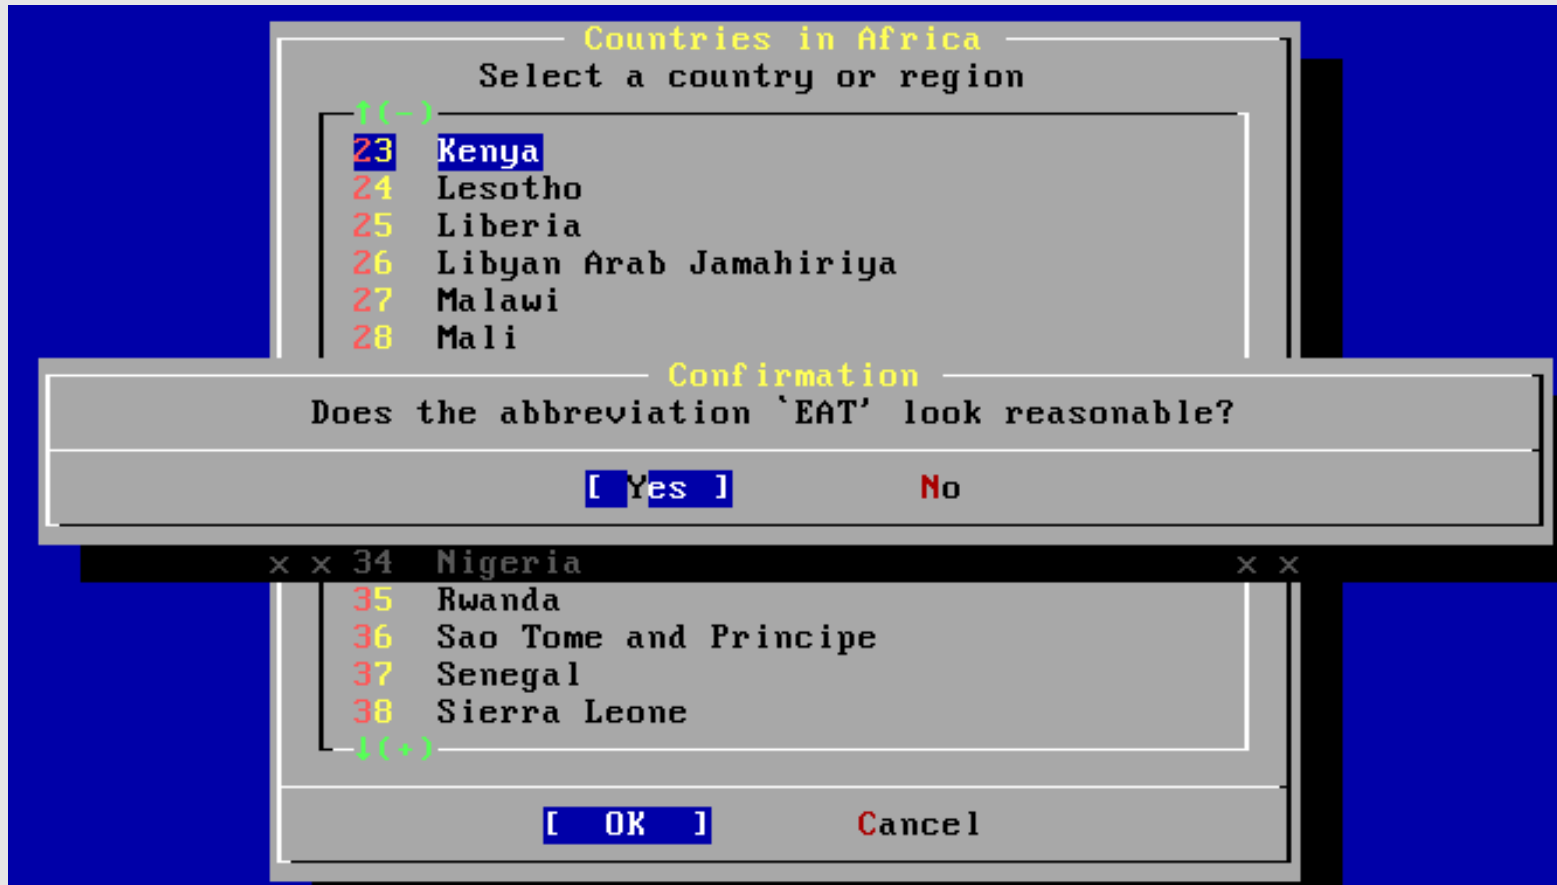 Countries in Africa
Select a country or region
↑(-)
23 Kenya
24 Lesotho
25 Liberia
26 Libyan Arab Jamahiriya
27 Malawi
28 Mali
Confirmation
Does the abbreviation `EAT' look reasonable?
[ Yes ] No
x x 34 Nigeria x x
35 Rwanda
36 Sao Tome and Principe
37 Senegal
38 Sierra Leone
↓(+)
[ OK ] Cancel